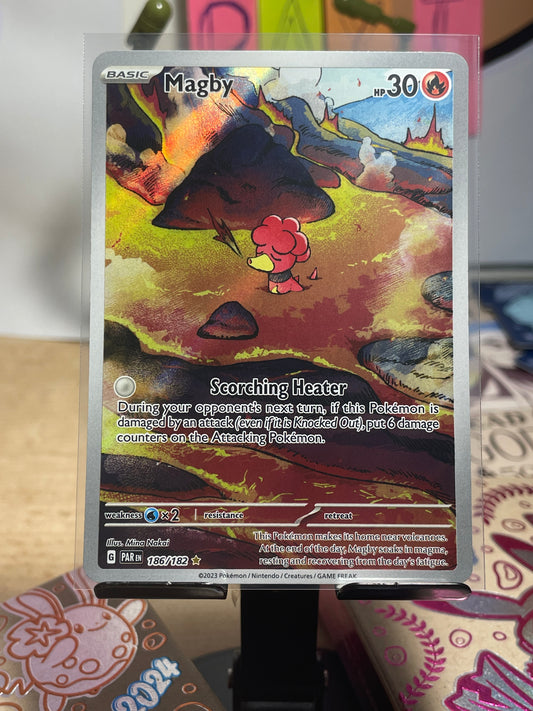 BASIC
Magby
HP30
Scorching Heater
During your opponent's next turn, if this Pokémon is
damaged by an attack (even if it is Knocked Out), put 6 damage
counters on the Attacking Pokémon.
weakness ×2 resistance retreat
Illus. Mina Nakai
G PAR EN 186/182
This Pokémon makes its home near volcanoes.
At the end of the day, Magby soaks in magma,
resting and recovering from the day's fatigue.
©2023 Pokémon / Nintendo / Creatures / GAME FREAK
2024